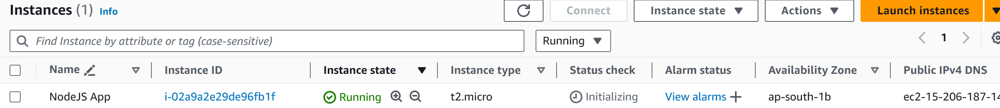 Instances (1) Info Connect Instance state Actions Launch instances
Find Instance by attribute or tag (case-sensitive) Running 1
Name Instance ID Instance state Instance type Status check Alarm status Availability Zone Public IPv4 DNS
NodeJS App i-02a9a2e29de96fb1f Running t2.micro Initializing View alarms ap-south-1b ec2-15-206-187-14